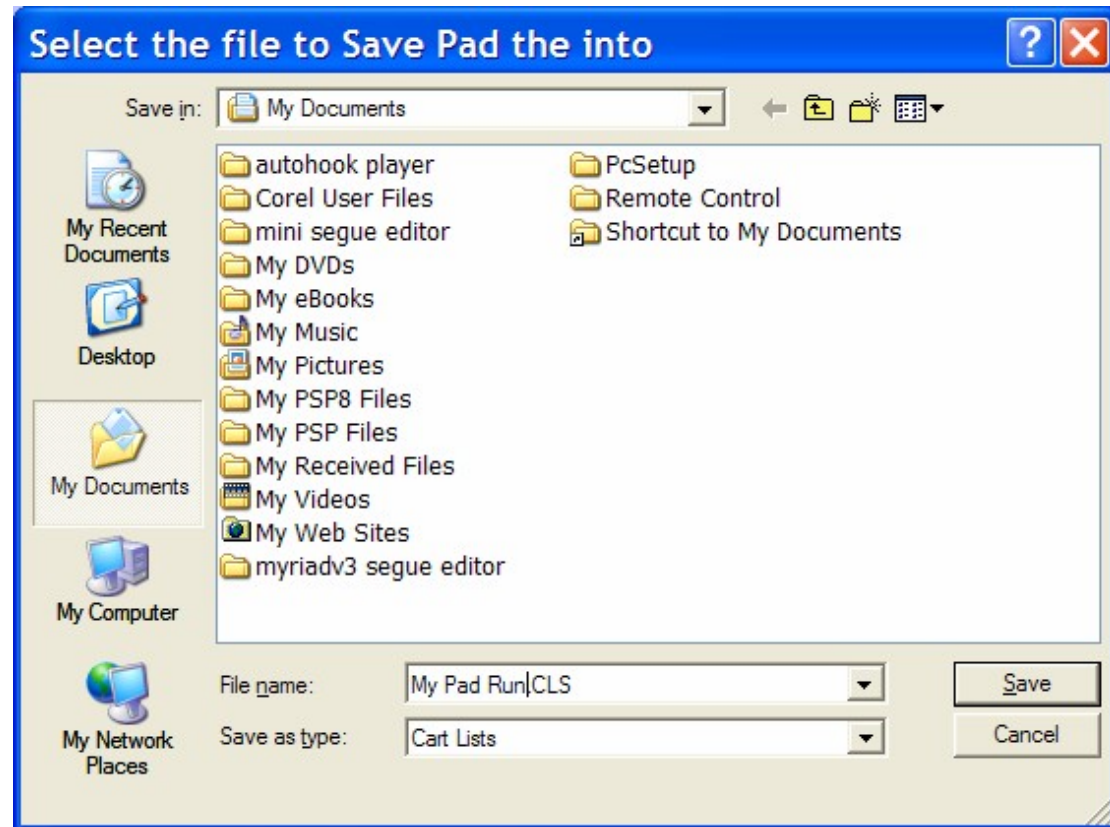 Select the file to Save Pad the into
Save in:
My Documents
My Recent
Documents
Desktop
My Documents
My Computer
My Network
Places
autohook player
Corel User Files
mini segue editor
My DVDs
My eBooks
My Music
My Pictures
My PSP8 Files
My PSP Files
My Received Files
My Videos
My Web Sites
myriadv3 segue editor
PcSetup
Remote Control
Shortcut to My Documents
File name:
My Pad Run.CLS
Save
Save as type:
Cart Lists
Cancel